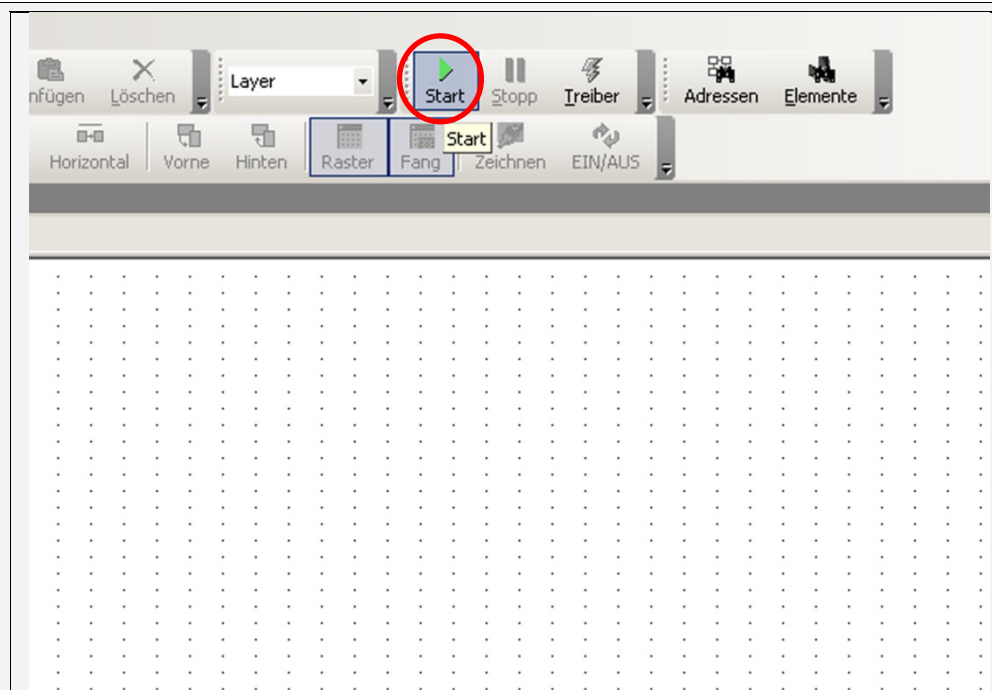 nfügen Löschen Layer Start Stopp Treiber Adressen Elemente
Horizontal Vorne Hinten Raster Fang Start Zeichnen EIN/AUS